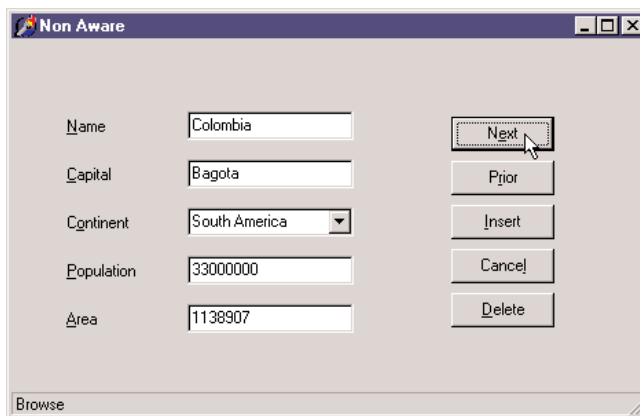 Non Aware
Name
Colombia
Next
Capital
Bagota
Prior
Continent
South America
Insert
Population
33000000
Cancel
Area
1138907
Delete
Browse